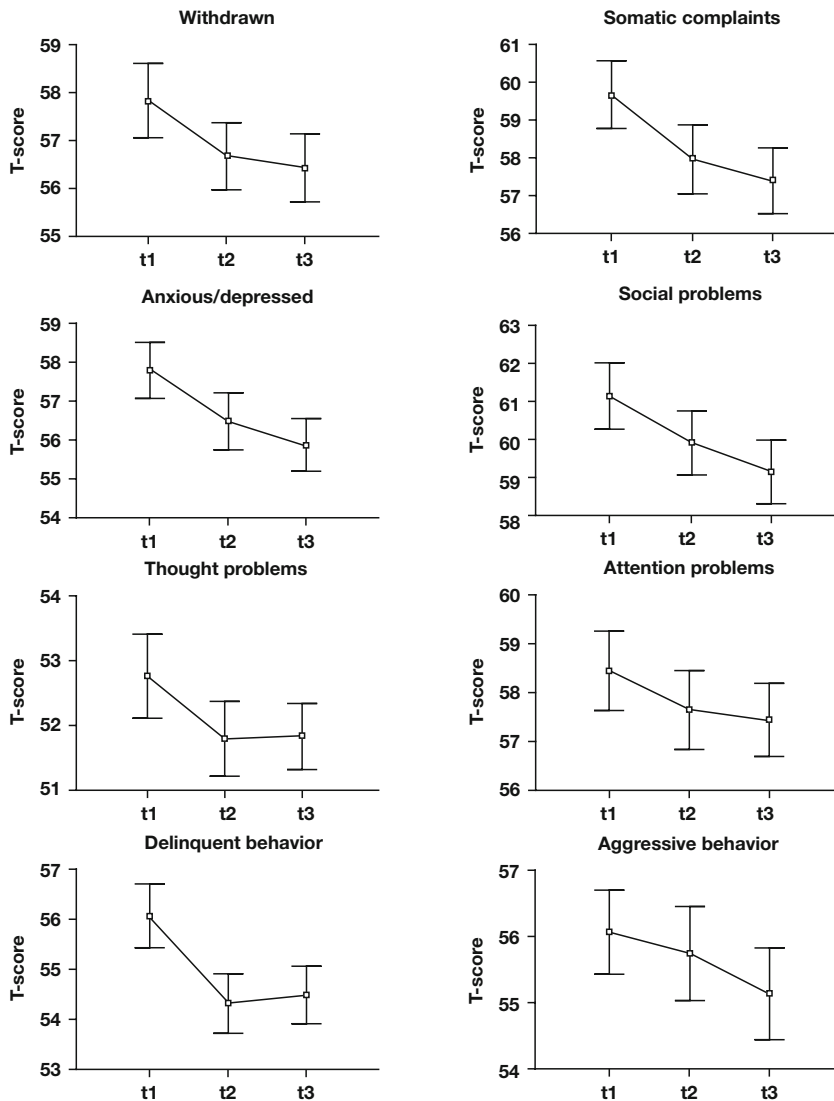 Withdrawn
59
58
57
56
55
T-score
t1 t2 t3
Somatic complaints
61
60
59
58
57
56
T-score
t1 t2 t3
Anxious/depressed
59
58
57
56
55
54
T-score
t1 t2 t3
Social problems
63
62
61
60
59
58
T-score
t1 t2 t3
Thought problems
54
53
52
51
T-score
t1 t2 t3
Attention problems
60
59
58
57
56
T-score
t1 t2 t3
Delinquent behavior
57
56
55
54
53
T-score
t1 t2 t3
Aggressive behavior
57
56
55
54
T-score
t1 t2 t3